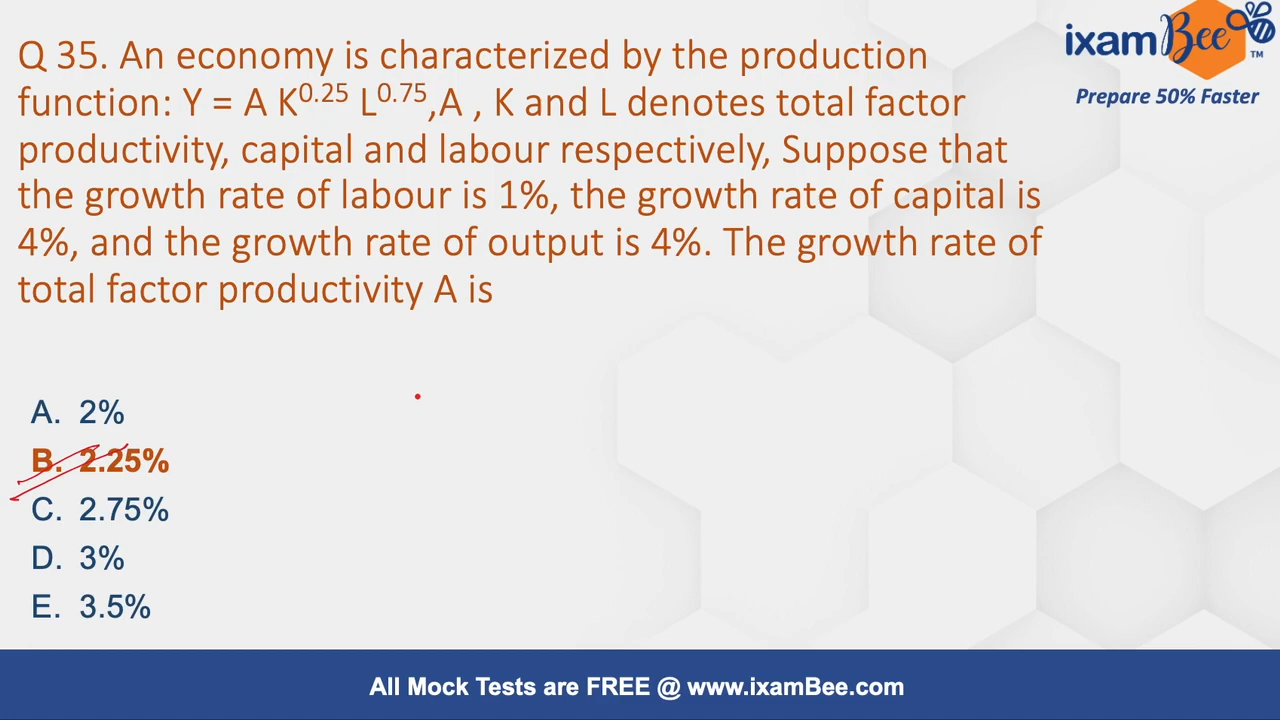 ixamBee™
Prepare 50% Faster
Q 35. An economy is characterized by the production
function: Y = A K^0.25 L^0.75,A , K and L denotes total factor
productivity, capital and labour respectively, Suppose that
the growth rate of labour is 1%, the growth rate of capital is
4%, and the growth rate of output is 4%. The growth rate of
total factor productivity A is
A. 2%
B. 2.25%
C. 2.75%
D. 3%
E. 3.5%
All Mock Tests are FREE @ www.ixamBee.com